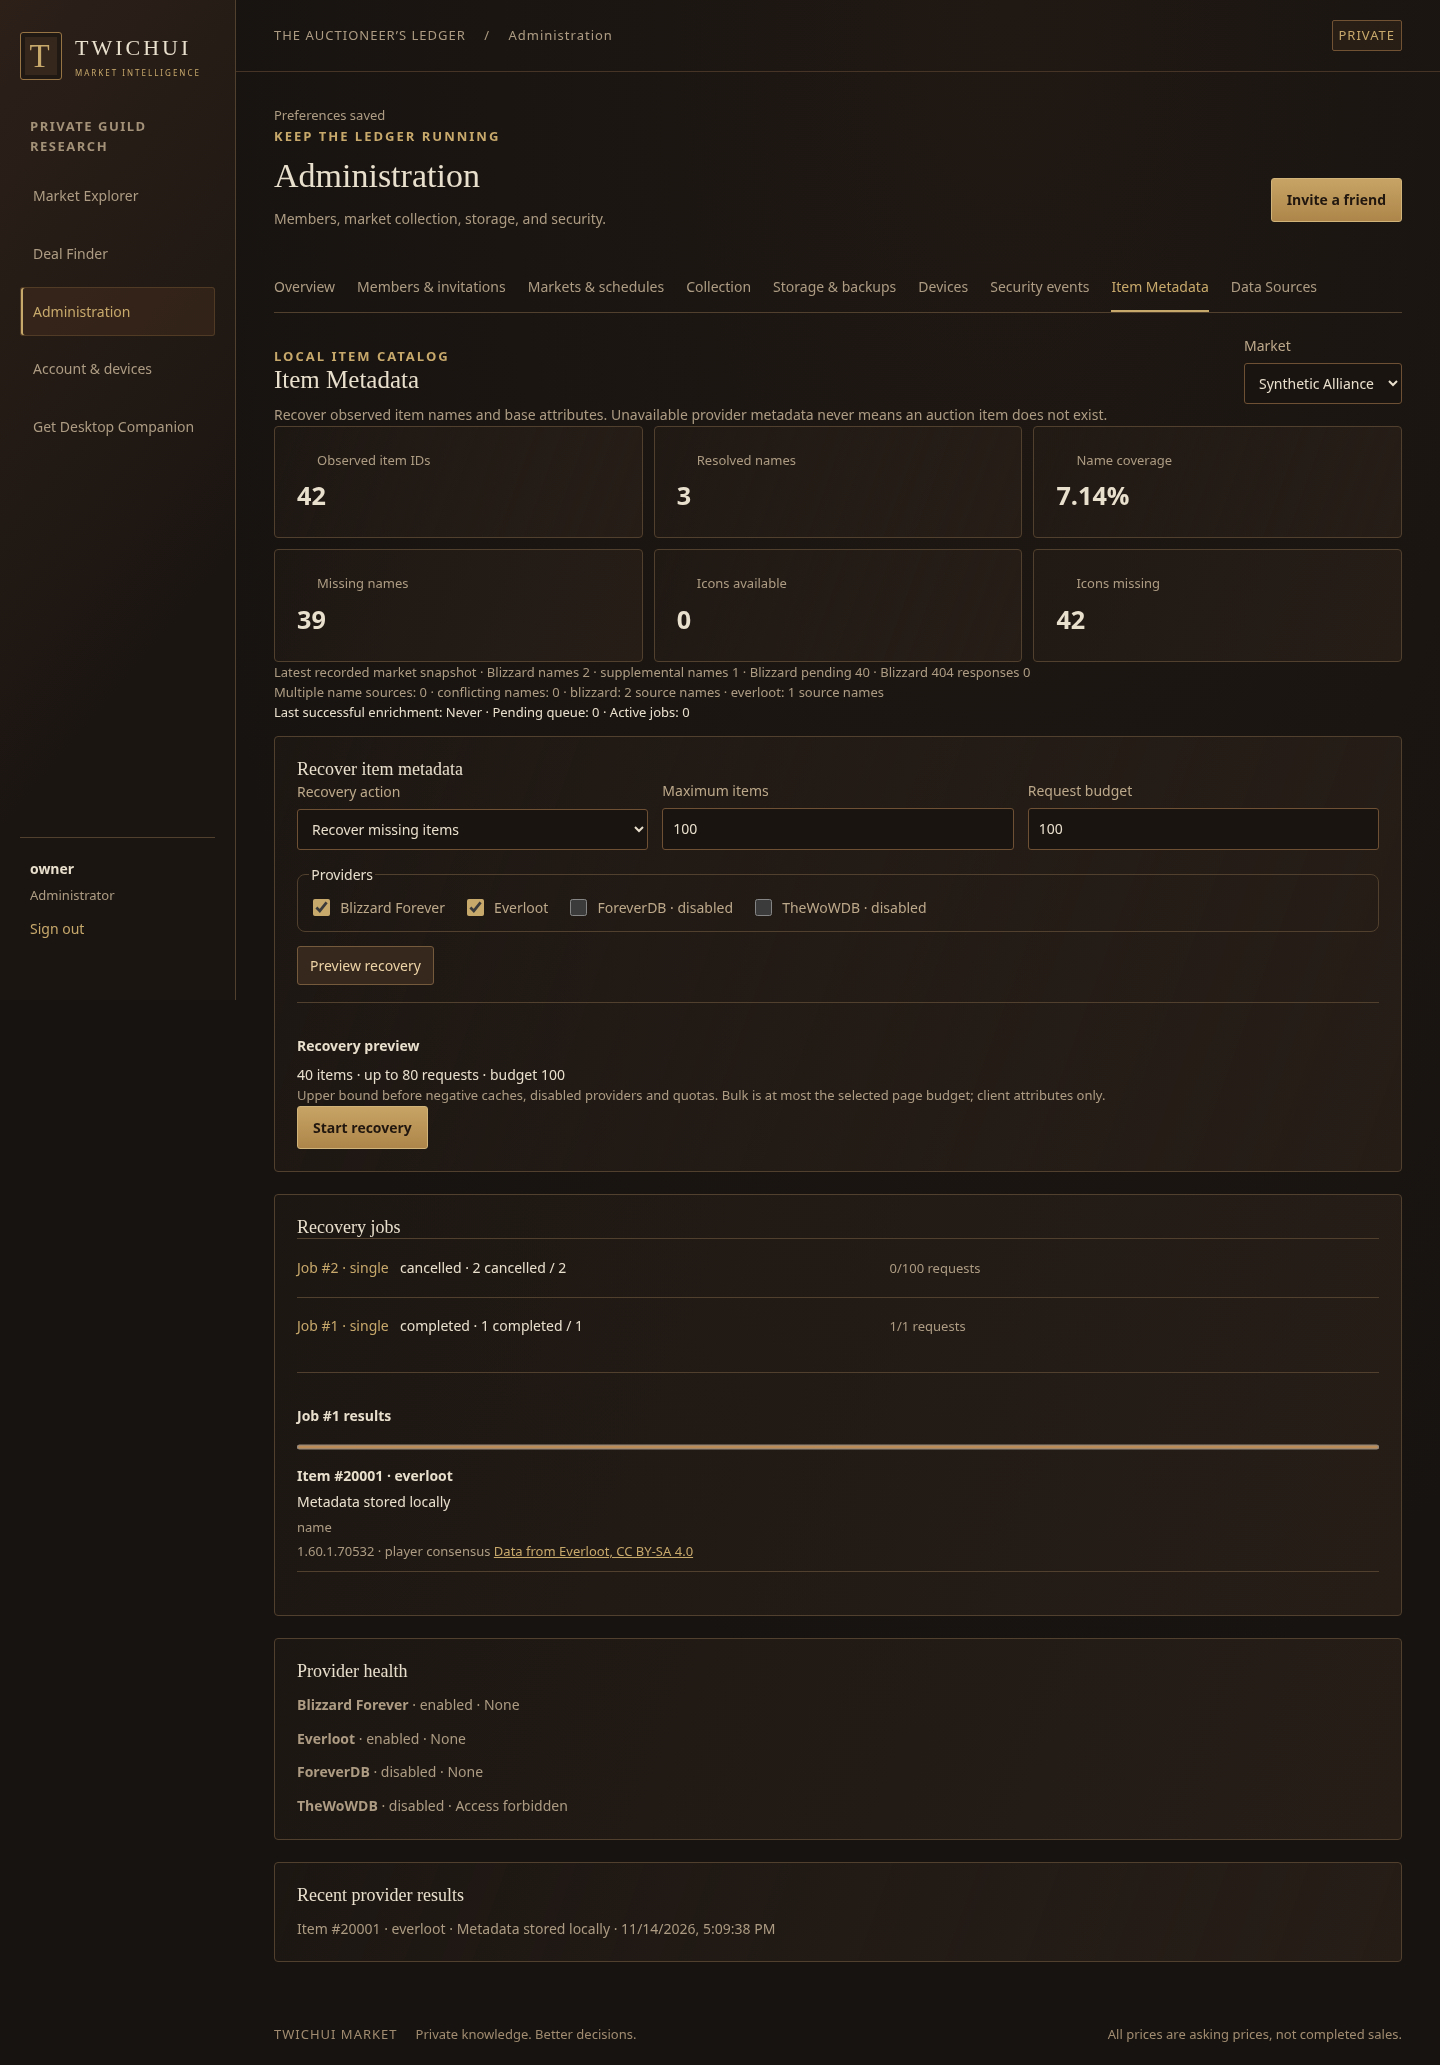 T
TWICHUI
MARKET INTELLIGENCE
PRIVATE GUILD
RESEARCH
Market Explorer
Deal Finder
Administration
Account & devices
Get Desktop Companion
owner
Administrator
Sign out
THE AUCTIONEER’S LEDGER / Administration
PRIVATE
Preferences saved
KEEP THE LEDGER RUNNING
Administration
Members, market collection, storage, and security.
Invite a friend
Overview Members & invitations Markets & schedules Collection Storage & backups Devices Security events Item Metadata Data Sources
LOCAL ITEM CATALOG
Item Metadata
Market
Synthetic Alliance
Recover observed item names and base attributes. Unavailable provider metadata never means an auction item does not exist.
Observed item IDs
42
Resolved names
3
Name coverage
7.14%
Missing names
39
Icons available
0
Icons missing
42
Latest recorded market snapshot · Blizzard names 2 · supplemental names 1 · Blizzard pending 40 · Blizzard 404 responses 0
Multiple name sources: 0 · conflicting names: 0 · blizzard: 2 source names · everloot: 1 source names
Last successful enrichment: Never · Pending queue: 0 · Active jobs: 0
Recover item metadata
Recovery action
Recover missing items
Maximum items
100
Request budget
100
Providers
Blizzard Forever Everloot ForeverDB · disabled TheWoWDB · disabled
Preview recovery
Recovery preview
40 items · up to 80 requests · budget 100
Upper bound before negative caches, disabled providers and quotas. Bulk is at most the selected page budget; client attributes only.
Start recovery
Recovery jobs
Job #2 · single cancelled · 2 cancelled / 2 0/100 requests
Job #1 · single completed · 1 completed / 1 1/1 requests
Job #1 results
Item #20001 · everloot
Metadata stored locally
name
1.60.1.70532 · player consensus Data from Everloot, CC BY-SA 4.0
Provider health
Blizzard Forever · enabled · None
Everloot · enabled · None
ForeverDB · disabled · None
TheWoWDB · disabled · Access forbidden
Recent provider results
Item #20001 · everloot · Metadata stored locally · 11/14/2026, 5:09:38 PM
TWICHUI MARKET Private knowledge. Better decisions.
All prices are asking prices, not completed sales.